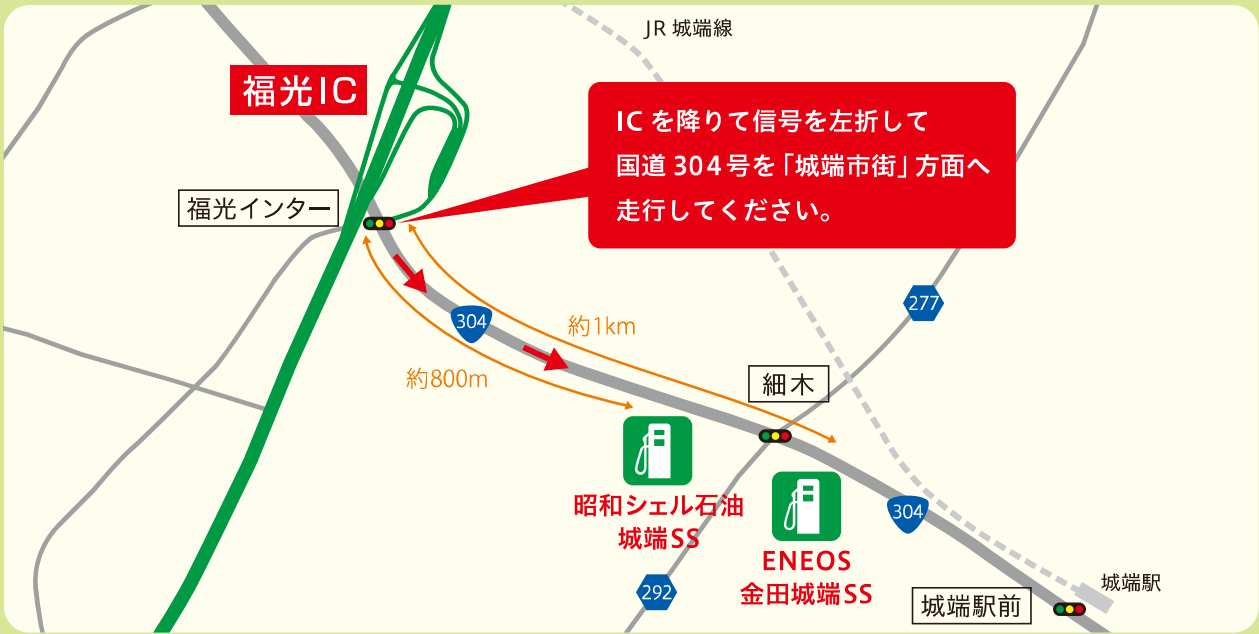 JR 城端線
福光IC
ICを降りて信号を左折して
国道304号を「城端市街」方面へ
走行してください。
福光インター
277
304
約1km
約800m
細木
昭和シェル石油
城端SS
304
ENEOS
金田城端SS
292
城端駅
城端駅前